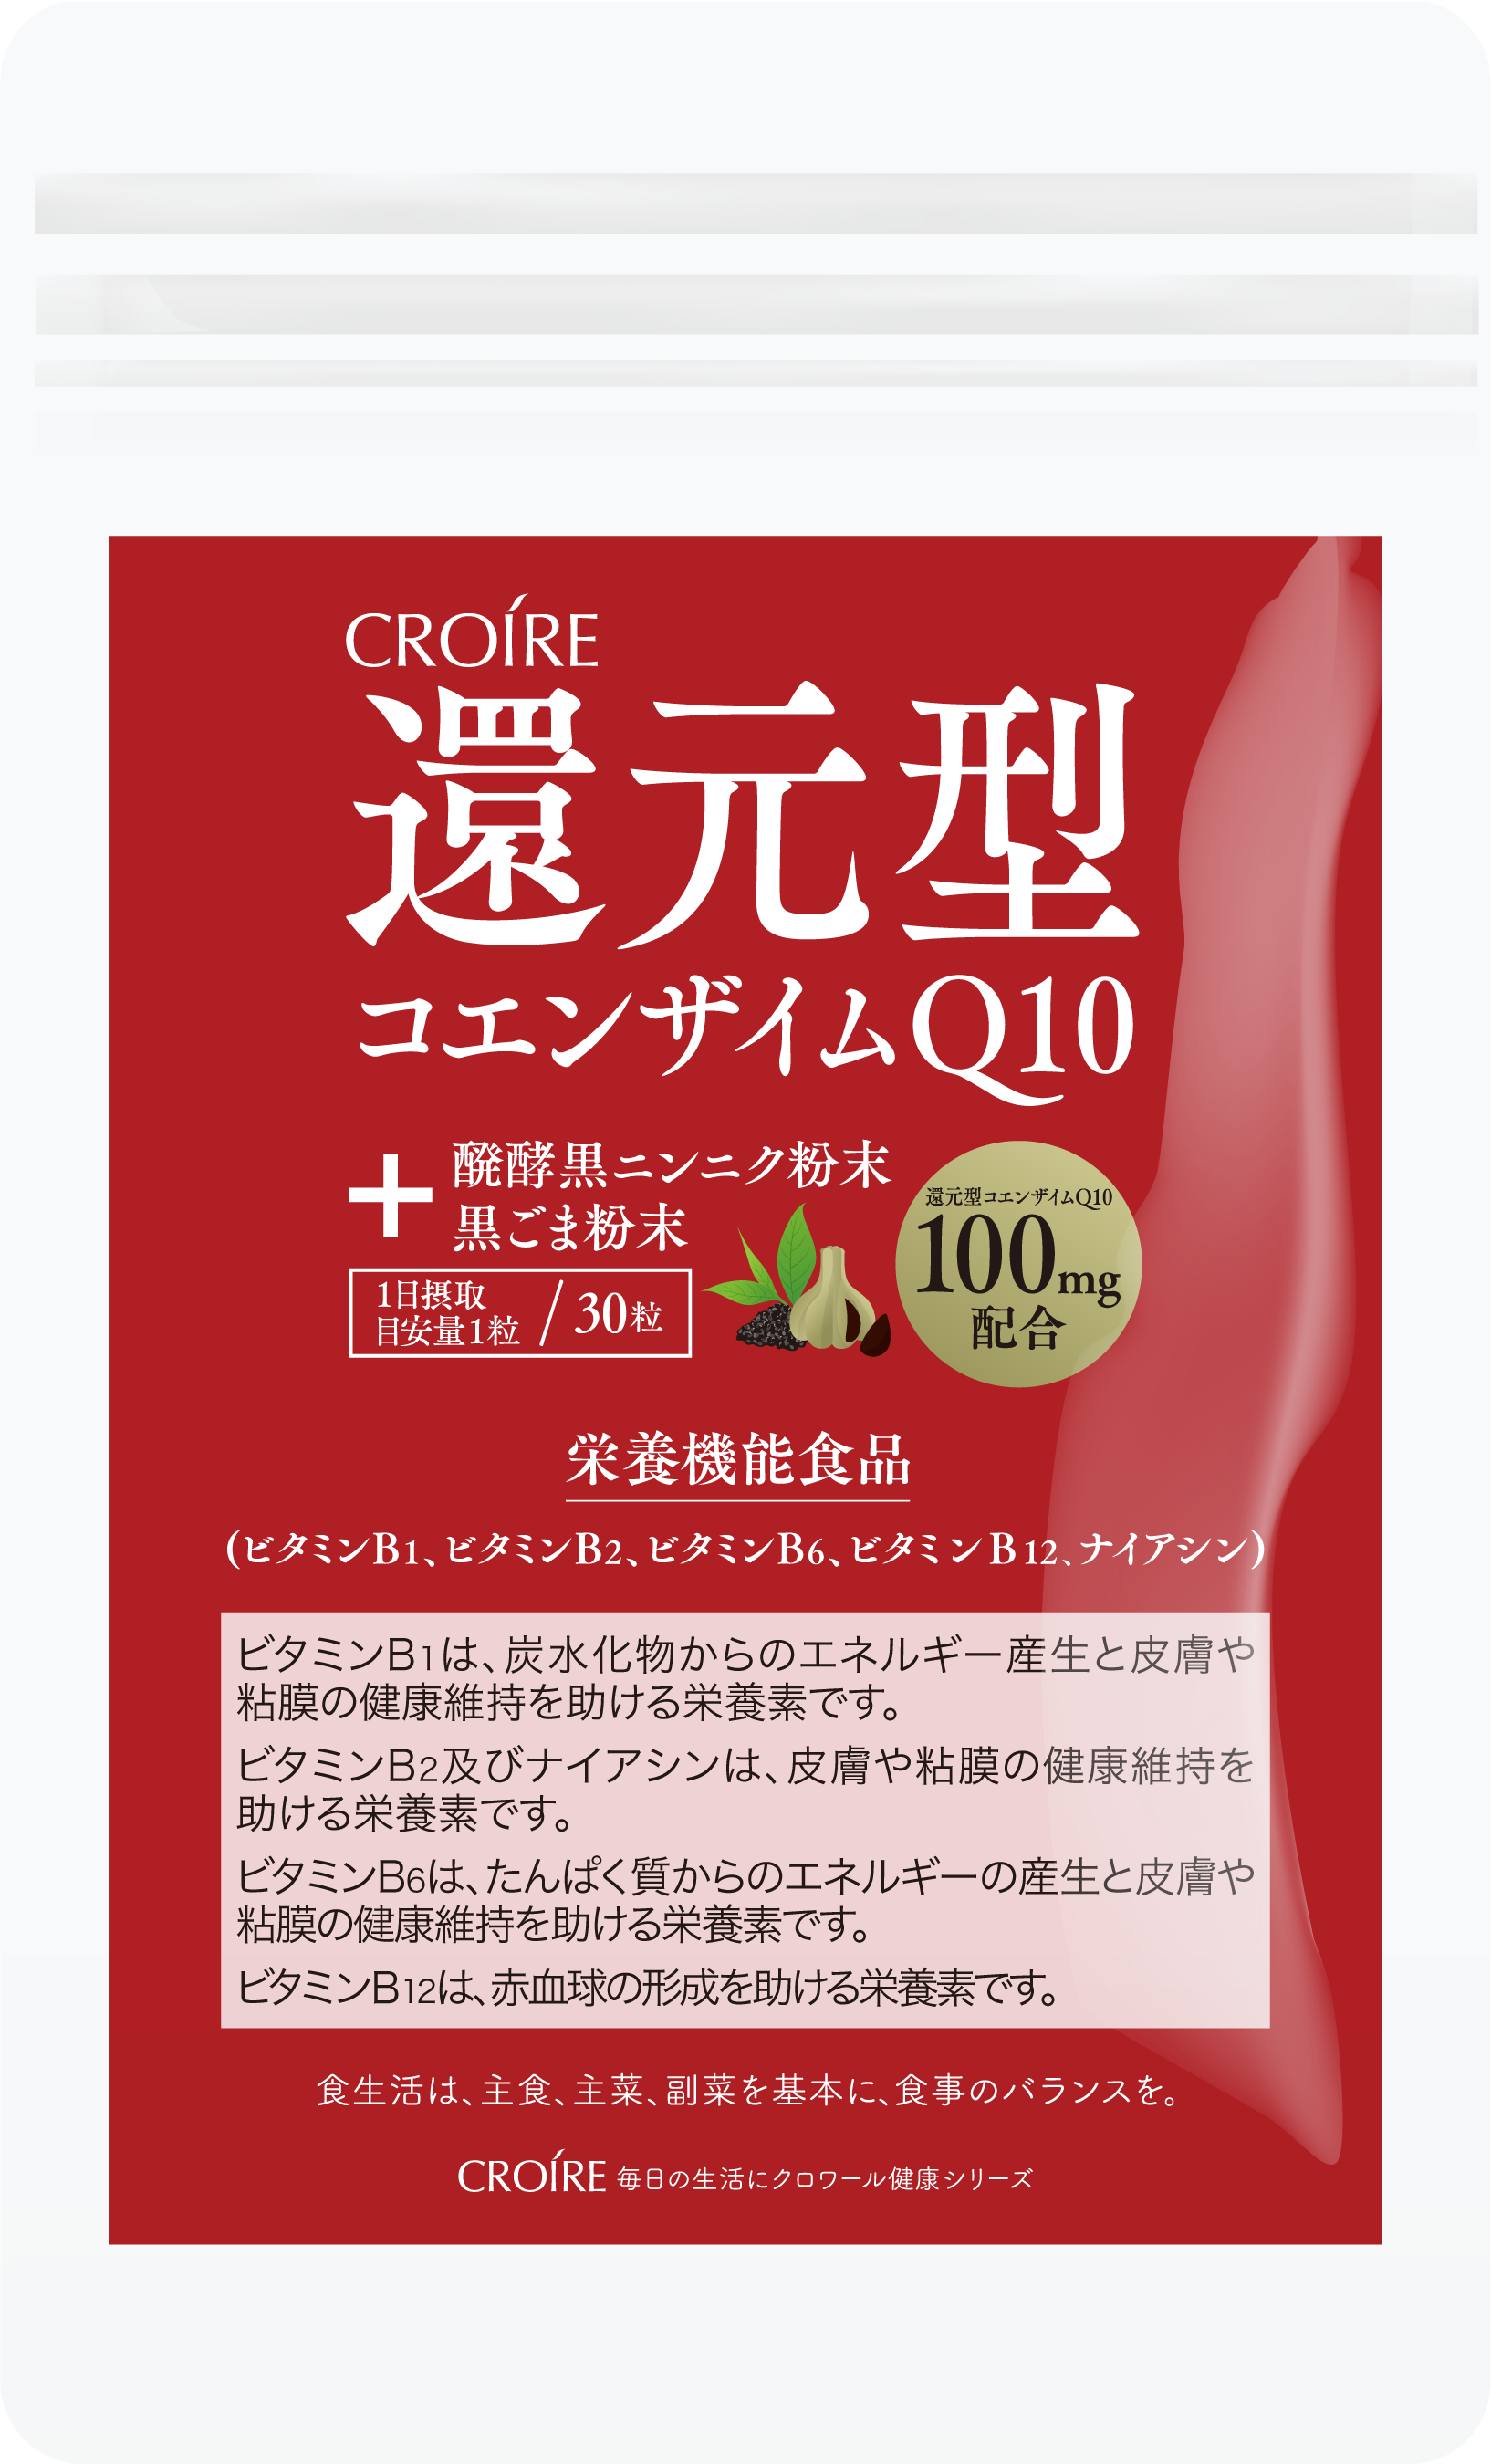 CROIRE
還元型
コエンザイムQ10
+
醗酵黒ニンニク粉末
黒ごま粉末
1日摂取
目安量1粒
/30粒
還元型コエンザイムQ10
100mg
配合
栄養機能食品
(ビタミンB1、ビタミンB2、ビタミンB6、ビタミンB12、ナイアシン)
ビタミンB1は、炭水化物からのエネルギー産生と皮膚や
粘膜の健康維持を助ける栄養素です。
ビタミンB2及びナイアシンは、皮膚や粘膜の健康維持を
助ける栄養素です。
ビタミンB6は、たんぱく質からのエネルギーの産生と皮膚や
粘膜の健康維持を助ける栄養素です。
ビタミンB12は、赤血球の形成を助ける栄養素です。
食生活は、主食、主菜、副菜を基本に、食事のバランスを。
CROIRE 毎日の生活にクロワール健康シリーズ